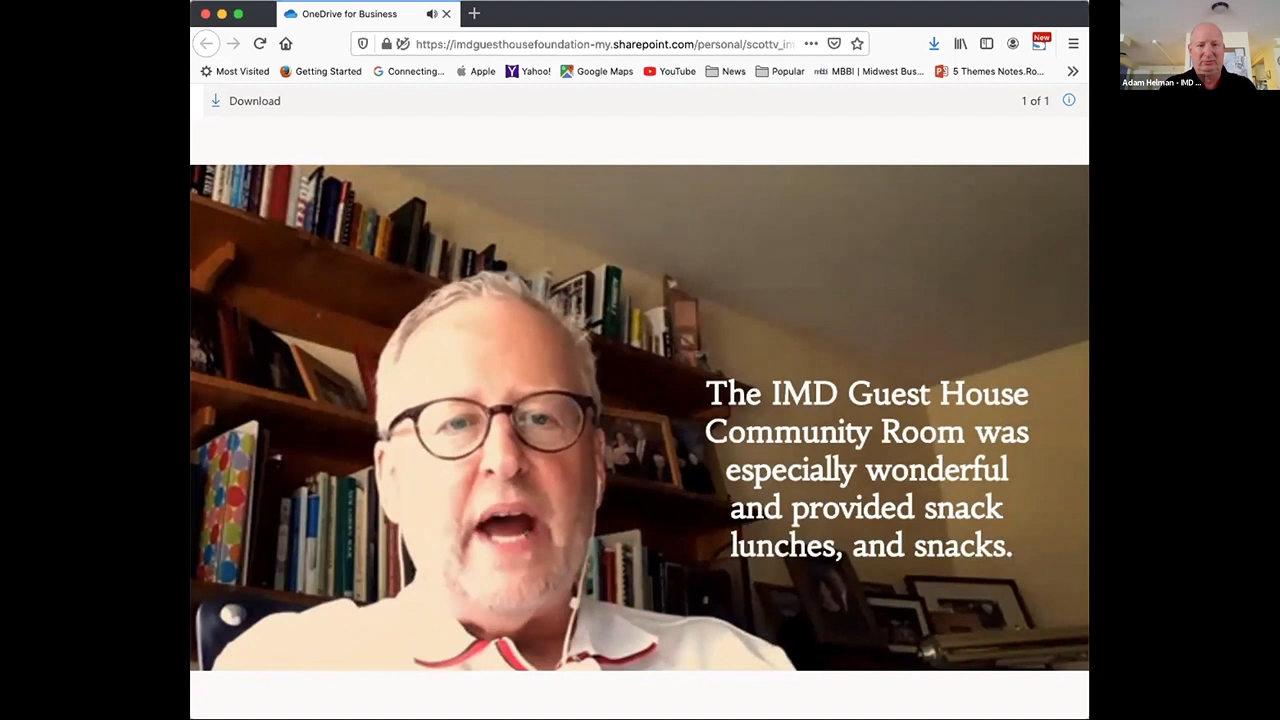 OneDrive for Business
https://imdguesthousefoundation-my.sharepoint.com/personal/scottv_im
New
Most Visited
Getting Started
Connecting...
Apple
Yahoo!
Google Maps
YouTube
News
Popular
MBBI | Midwest Bus...
5 Themes Notes.Ro...
Download
1 of 1
Adam Helman - IMD ...
The IMD Guest House
Community Room was
especially wonderful
and provided snack
lunches, and snacks.